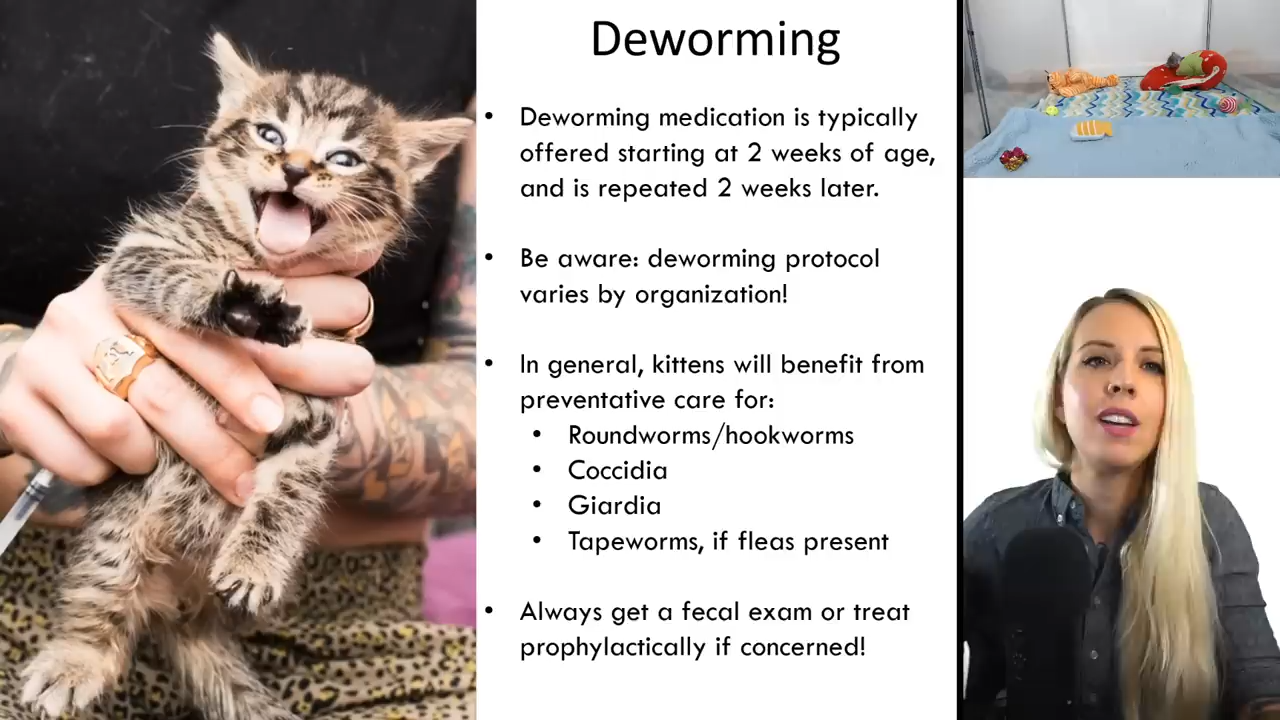 Deworming
• Deworming medication is typically
offered starting at 2 weeks of age,
and is repeated 2 weeks later.
• Be aware: deworming protocol
varies by organization!
• In general, kittens will benefit from
preventative care for:
• Roundworms/hookworms
• Coccidia
• Giardia
• Tapeworms, if fleas present
• Always get a fecal exam or treat
prophylactically if concerned!